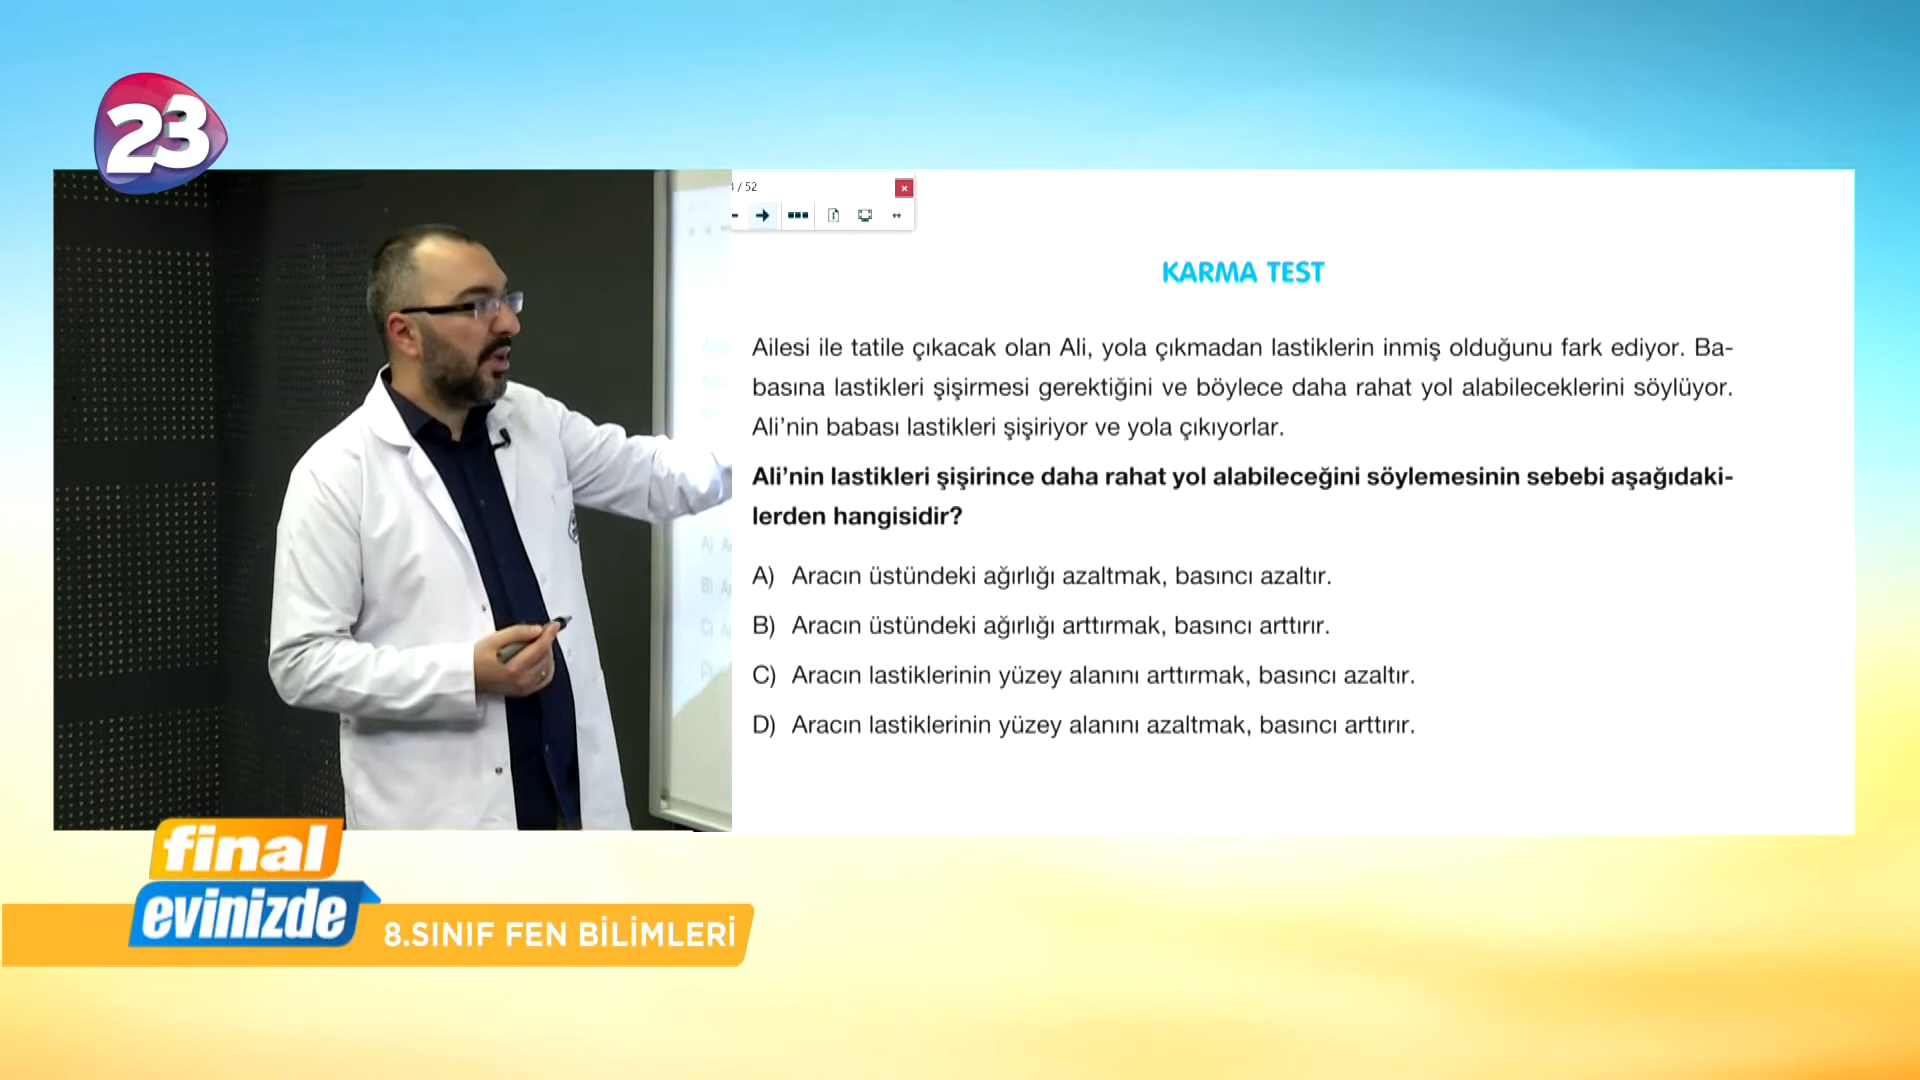 23
/ 52
KARMA TEST
Ailesi ile tatile çıkacak olan Ali, yola çıkmadan lastiklerin inmiş olduğunu fark ediyor. Ba-
basına lastikleri şişirmesi gerektiğini ve böylece daha rahat yol alabileceklerini söylüyor.
Ali’nin babası lastikleri şişiriyor ve yola çıkıyorlar.
Ali’nin lastikleri şişirince daha rahat yol alabileceğini söylemesinin sebebi aşağıdaki-
lerden hangisidir?
A) Aracın üstündeki ağırlığı azaltmak, basıncı azaltır.
B) Aracın üstündeki ağırlığı arttırmak, basıncı arttırır.
C) Aracın lastiklerinin yüzey alanını arttırmak, basıncı azaltır.
D) Aracın lastiklerinin yüzey alanını azaltmak, basıncı arttırır.
final
evinizde
8.SINIF FEN BİLİMLERİ